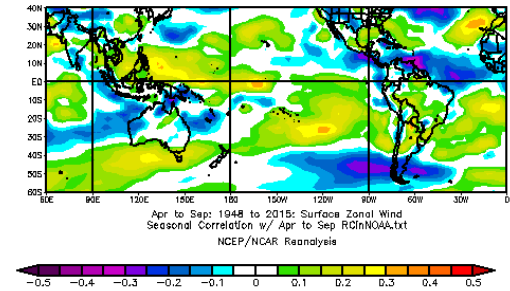 40N
30N
20N
10N
EQ
10S
20S
30S
40S
50S
60S
60E 90E 120E 150E 180 150W 120W 90W 60W 30W 0
Apr to Sep: 1948 to 2015: Surface Zonal Wind
Seasonal Correlation w/ Apr to Sep RCInNOAA.txt
NCEP/NCAR Reanalysis
-0.5 -0.4 -0.3 -0.2 -0.1 0 0.1 0.2 0.3 0.4 0.5